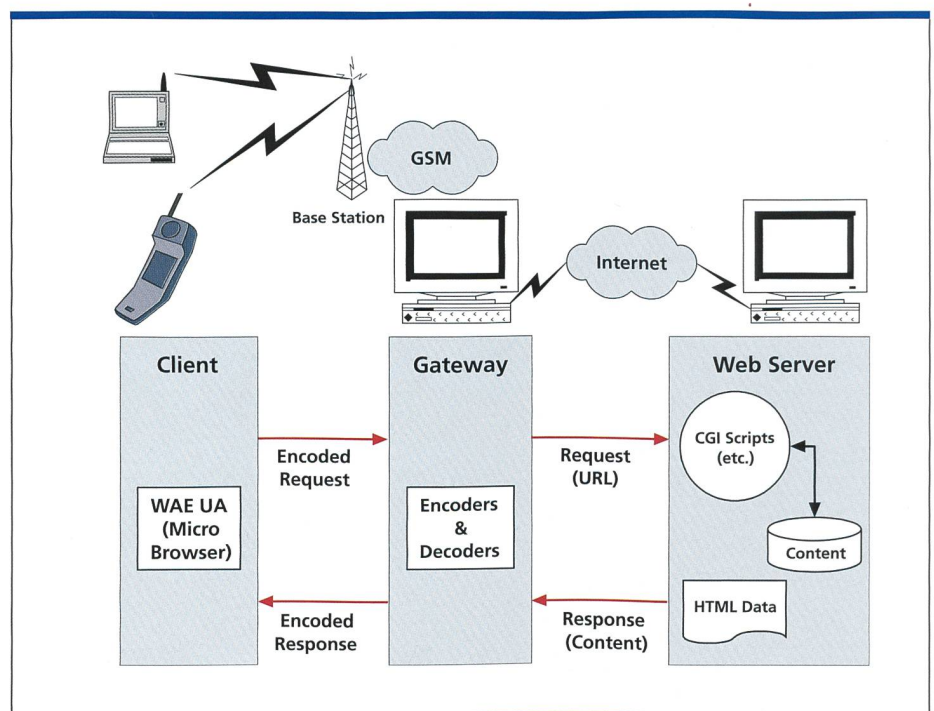 GSM
Base Station
Internet
Client
Gateway
Web Server
Encoded
Request
Request
(URL)
CGI Scripts
(etc.)
WAE UA
(Micro
Browser)
Encoders
&
Decoders
Content
Encoded
Response
Response
(Content)
HTML Data